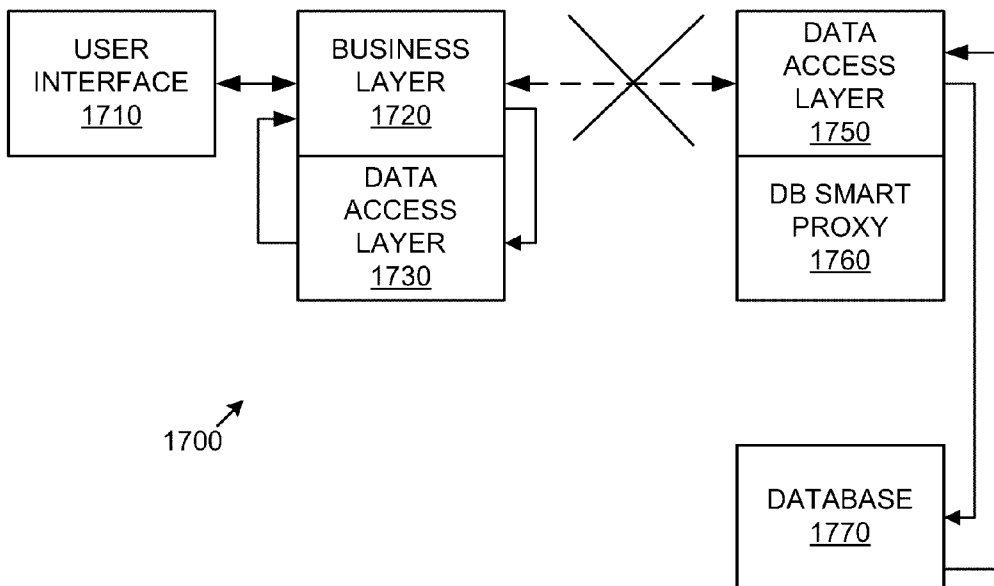 USER
INTERFACE
1710
BUSINESS
LAYER
1720
DATA
ACCESS
LAYER
1730
DATA
ACCESS
LAYER
1750
DB SMART
PROXY
1760
1700
DATABASE
1770